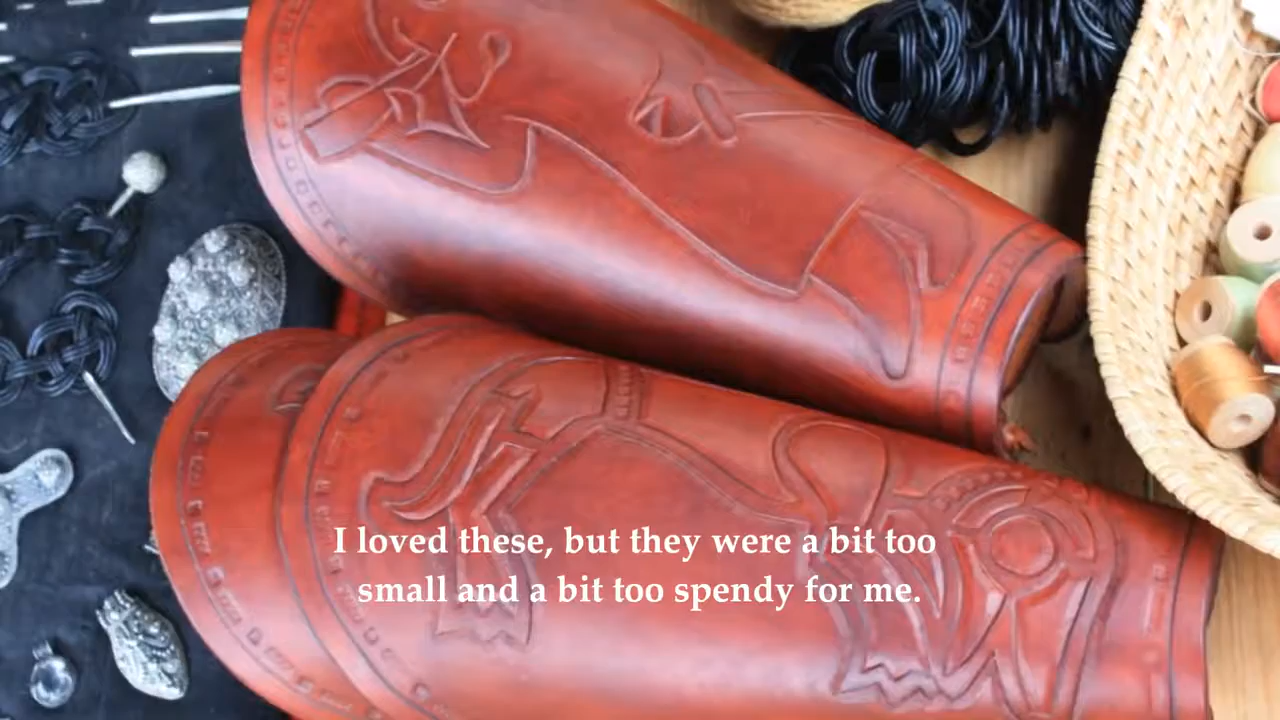 I loved these, but they were a bit too
small and a bit too spendy for me.